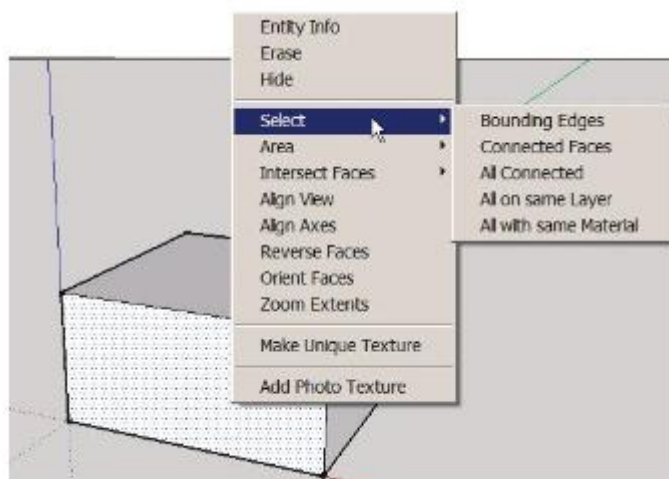 Entity Info
Erase
Hide
Select
Area
Intersect Faces
Align View
Align Axes
Reverse Faces
Orient Faces
Zoom Extents
Make Unique Texture
Add Photo Texture
Bounding Edges
Connected Faces
All Connected
All on same Layer
All with same Material